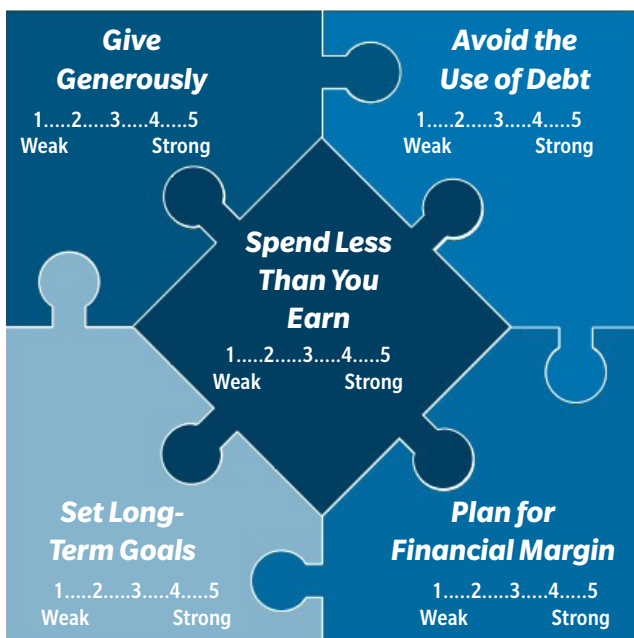 Give
Generously
1.....2.....3.....4.....5
Weak Strong
Avoid the
Use of Debt
1.....2.....3.....4.....5
Weak Strong
Spend Less
Than You
Earn
1.....2.....3.....4.....5
Weak Strong
Set Long-
Term Goals
1.....2.....3.....4.....5
Weak Strong
Plan for
Financial Margin
1.....2.....3.....4.....5
Weak Strong